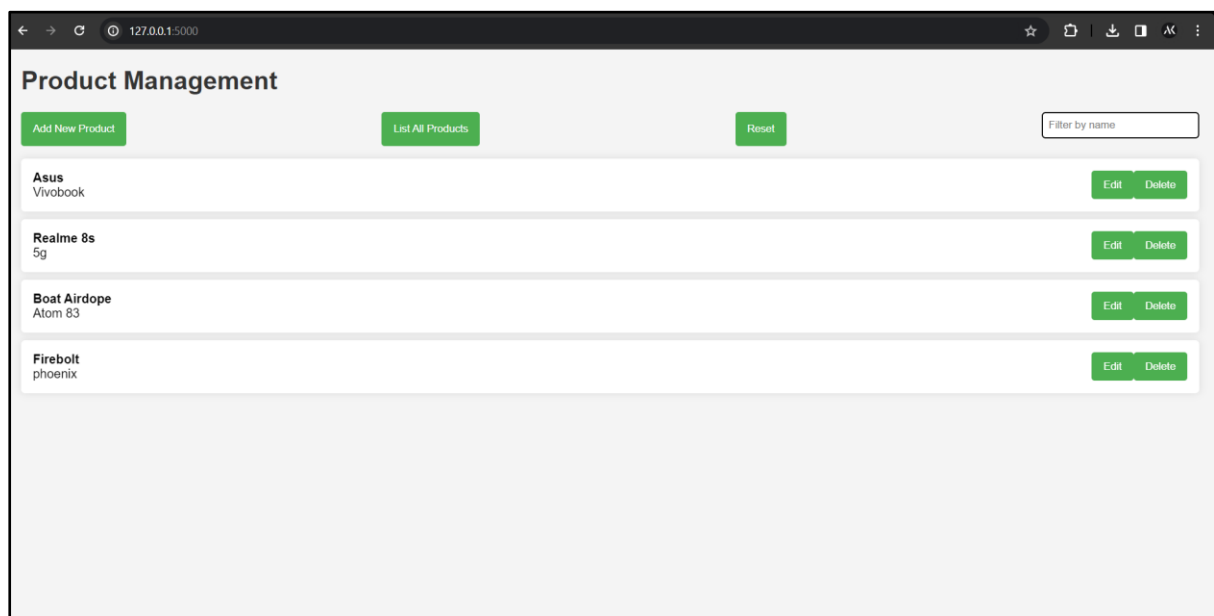 127.0.0.1:5000
Product Management
Add New Product
List All Products
Reset
Filter by name
Asus
Vivobook
Edit
Delete
Realme 8s
5g
Edit
Delete
Boat Airdope
Atom 83
Edit
Delete
Firebolt
phoenix
Edit
Delete